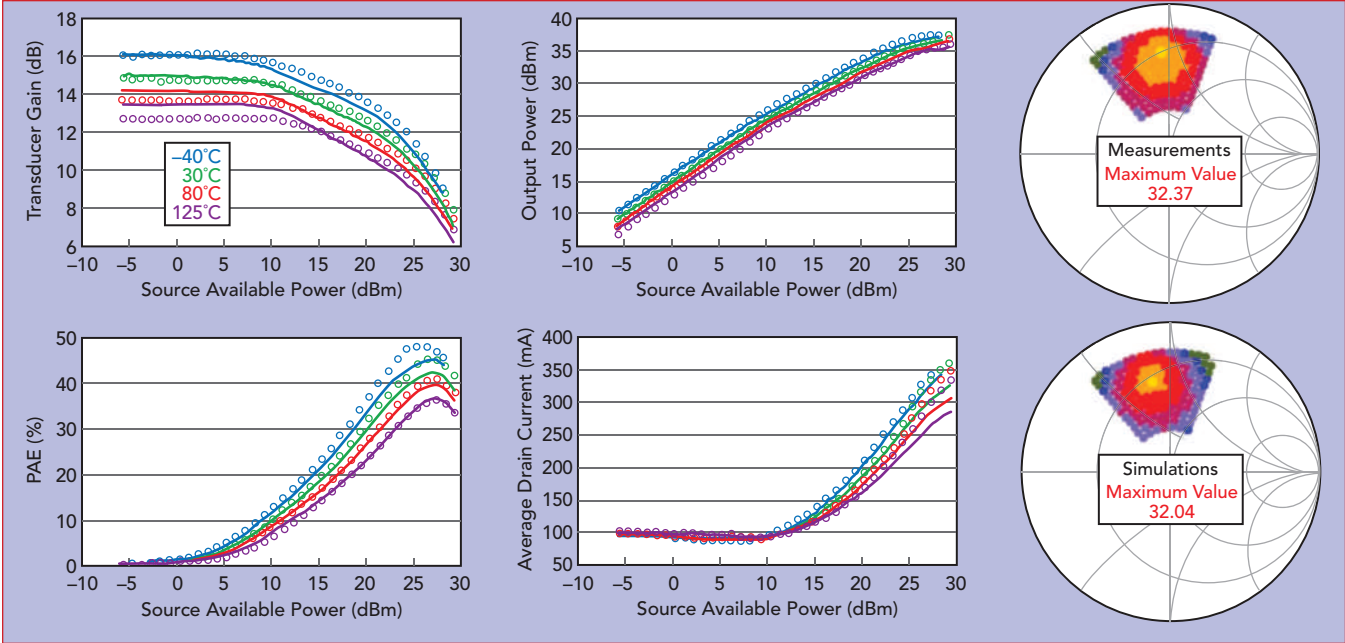 Transducer Gain (dB)
18
16
14
12
10
8
6
–40˚C
30˚C
80˚C
125˚C
–10 –5 0 5 10 15 20 25 30
Source Available Power (dBm)
Output Power (dBm)
40
35
30
25
20
15
10
5
–10 –5 0 5 10 15 20 25 30
Source Available Power (dBm)
Measurements
Maximum Value
32.37
PAE (%)
50
40
30
20
10
0
–10 –5 0 5 10 15 20 25 30
Source Available Power (dBm)
Average Drain Current (mA)
400
350
300
250
200
150
100
50
–10 –5 0 5 10 15 20 25 30
Source Available Power (dBm)
Simulations
Maximum Value
32.04